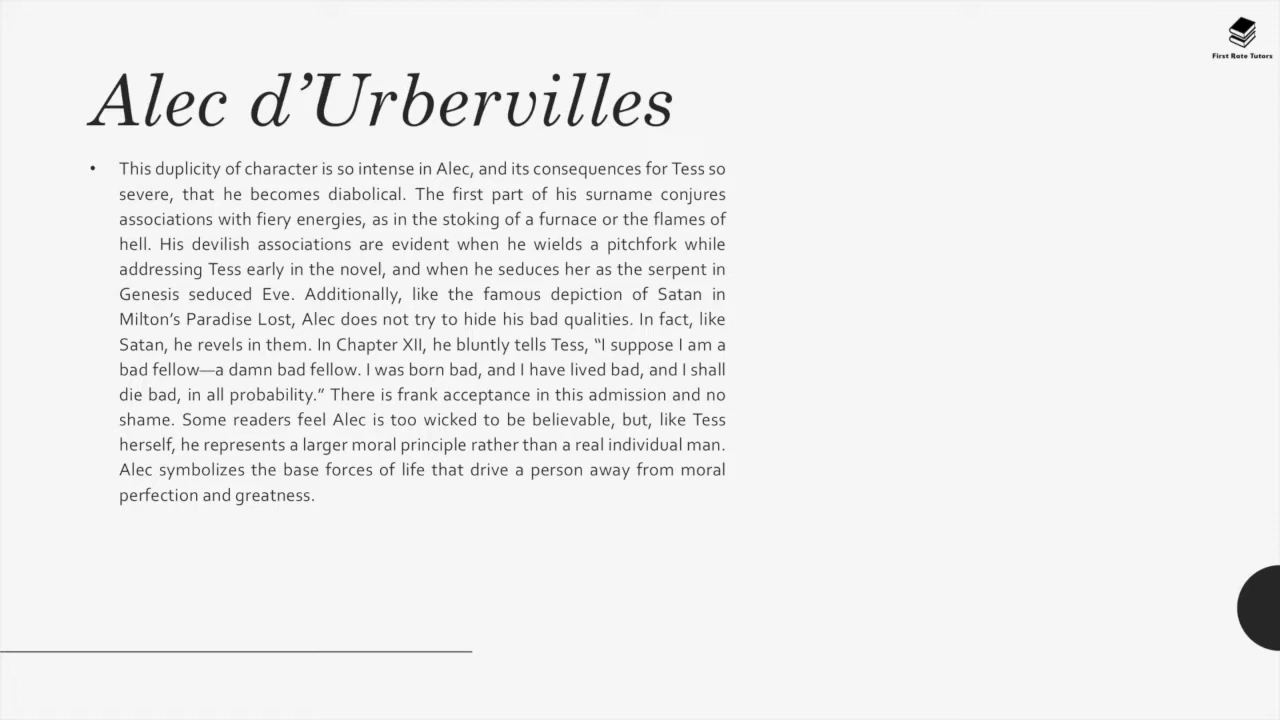 First Rate Tutors
Alec d’Urbervilles
• This duplicity of character is so intense in Alec, and its consequences for Tess so
severe, that he becomes diabolical. The first part of his surname conjures
associations with fiery energies, as in the stoking of a furnace or the flames of
hell. His devilish associations are evident when he wields a pitchfork while
addressing Tess early in the novel, and when he seduces her as the serpent in
Genesis seduced Eve. Additionally, like the famous depiction of Satan in
Milton’s Paradise Lost, Alec does not try to hide his bad qualities. In fact, like
Satan, he revels in them. In Chapter XII, he bluntly tells Tess, “I suppose I am a
bad fellow—a damn bad fellow. I was born bad, and I have lived bad, and I shall
die bad, in all probability.” There is frank acceptance in this admission and no
shame. Some readers feel Alec is too wicked to be believable, but, like Tess
herself, he represents a larger moral principle rather than a real individual man.
Alec symbolizes the base forces of life that drive a person away from moral
perfection and greatness.